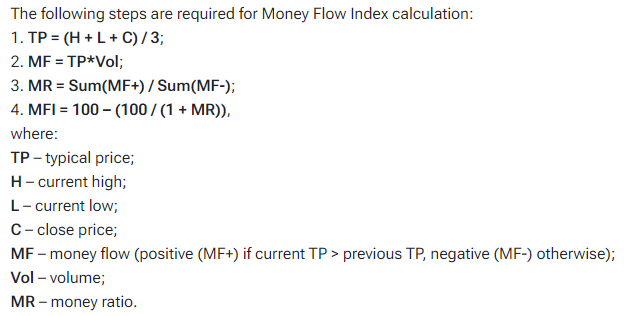 The following steps are required for Money Flow Index calculation:
1. TP = (H + L + C) / 3;
2. MF = TP*Vol;
3. MR = Sum(MF+) / Sum(MF-);
4. MFI = 100 – (100 / (1 + MR)),
where:
TP – typical price;
H – current high;
L – current low;
C – close price;
MF – money flow (positive (MF+) if current TP > previous TP, negative (MF-) otherwise);
Vol – volume;
MR – money ratio.